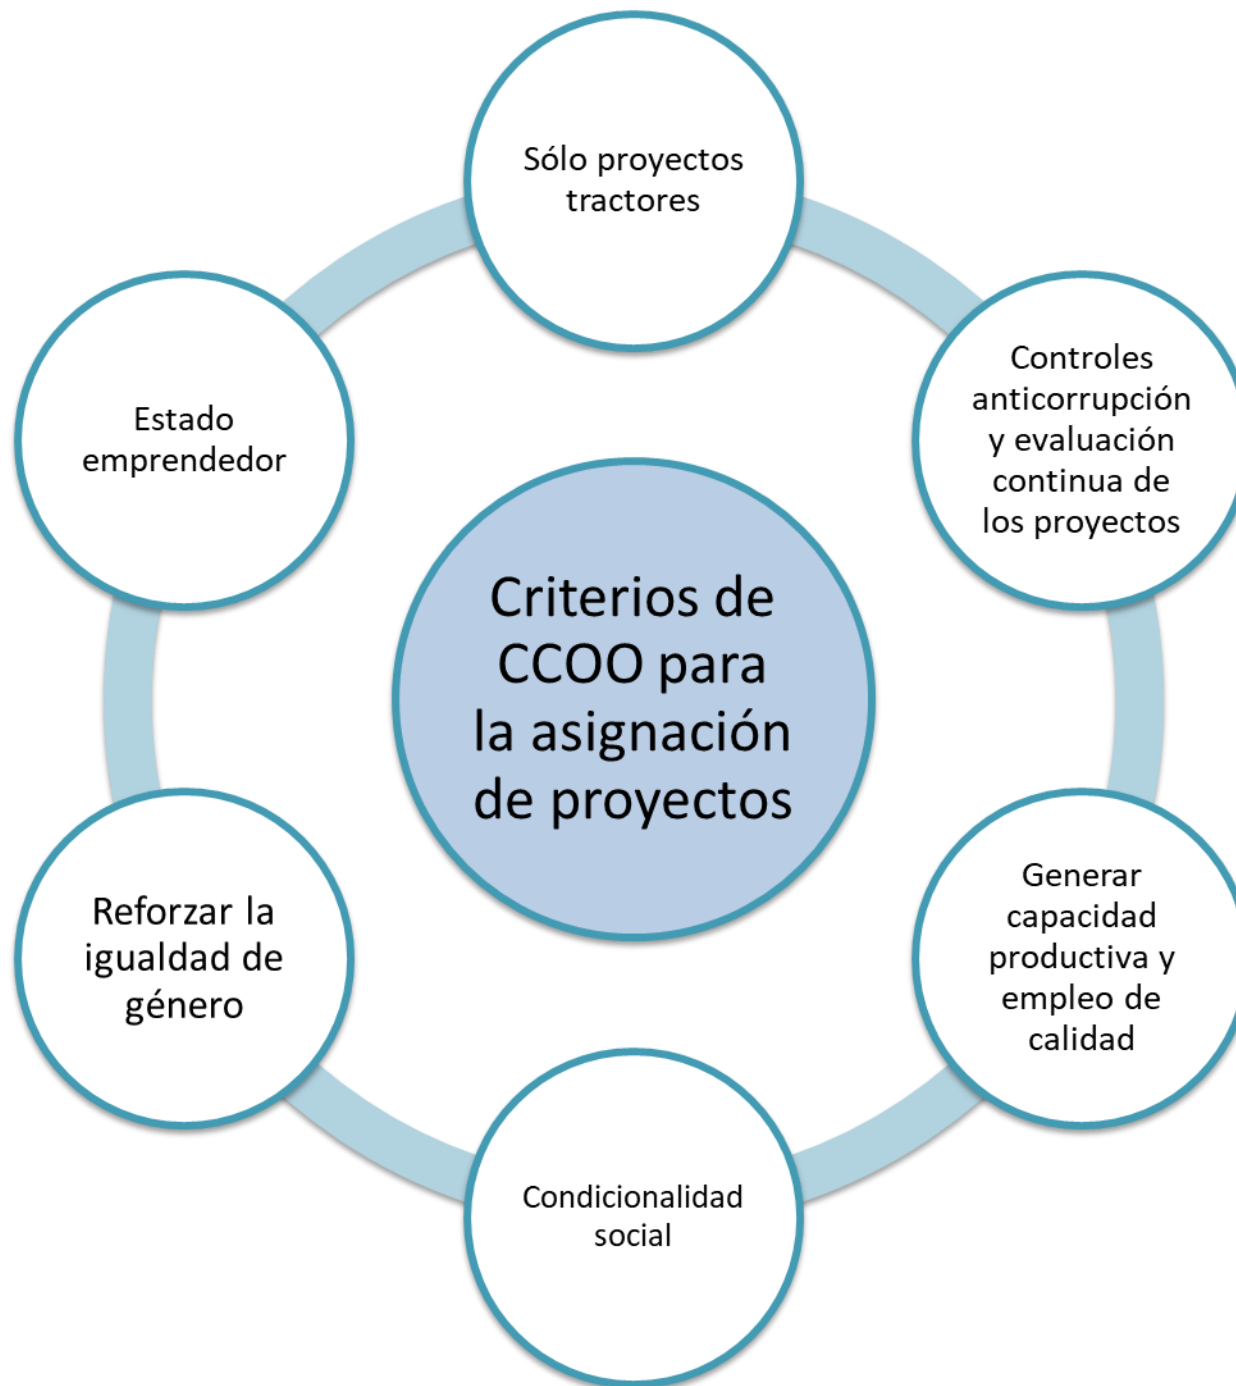 Sólo proyectos
tractores
Controles
anticorrupción
y evaluación
continua de
los proyectos
Generar
capacidad
productiva y
empleo de
calidad
Condicionalidad
social
Reforzar la
igualdad de
género
Estado
emprendedor
Criterios de
CCOO para
la asignación
de proyectos